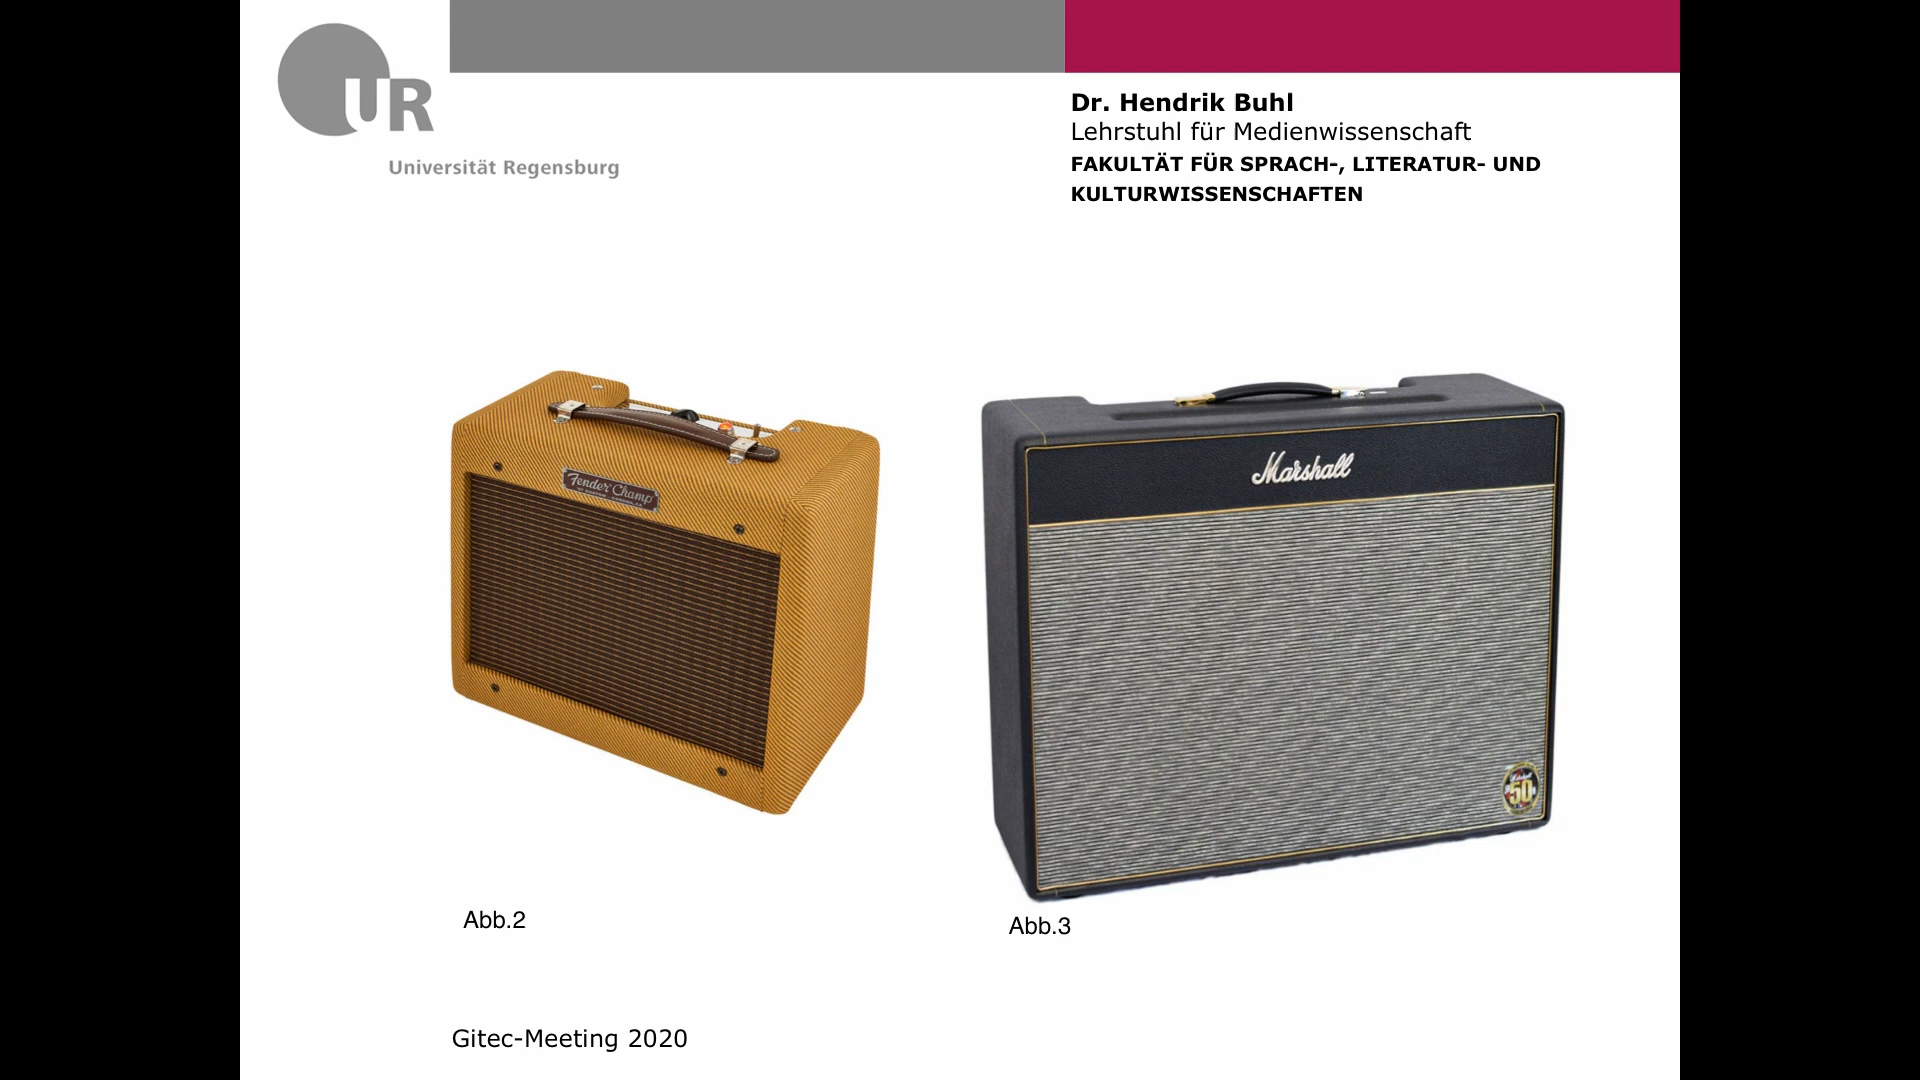 UR
Universität Regensburg
Dr. Hendrik Buhl
Lehrstuhl für Medienwissenschaft
FAKULTÄT FÜR SPRACH-, LITERATUR- UND
KULTURWISSENSCHAFTEN
Fender Champ
Marshall
50
Abb.2
Abb.3
Gitec-Meeting 2020